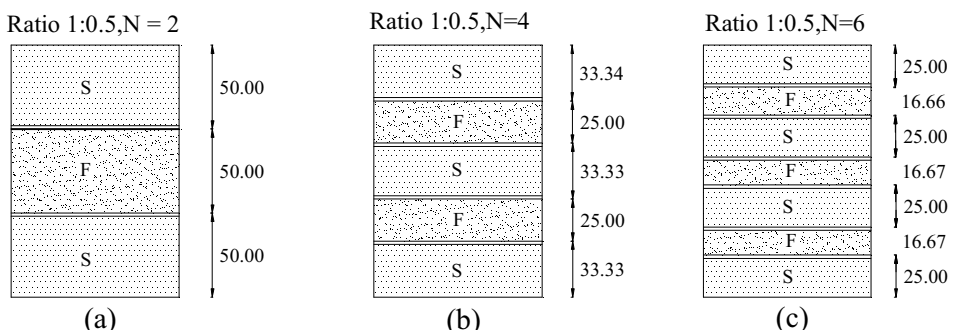 Ratio 1:0.5,N = 2
S
50.00
F
50.00
S
50.00
(a)
Ratio 1:0.5,N=4
S
33.34
F
25.00
S
33.33
F
25.00
S
33.33
(b)
Ratio 1:0.5,N=6
S
25.00
F
16.66
S
25.00
F
16.67
S
25.00
F
16.67
S
25.00
(c)